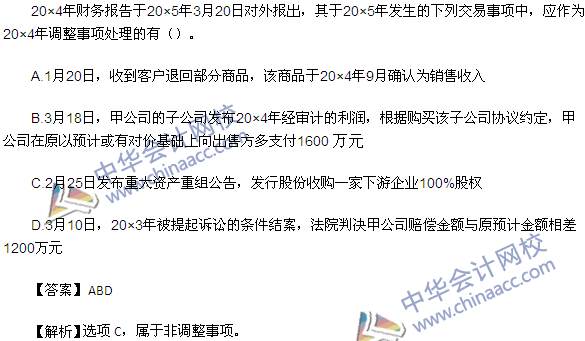 20×4年财务报告于20×5年3月20日对外报出，其于20×5年发生的下列交易事项中，应作为
20×4年调整事项处理的有（）。
A.1月20日，收到客户退回部分商品，该商品于20×4年9月确认为销售收入
B.3月18日，甲公司的子公司发布20×4年经审计的利润，根据购买该子公司协议约定，甲
公司在原以预计或有对价基础上向出售方多支付1600 万元
中华会计网校
www.chinaacc.com
C.2月25日发布重大资产重组公告，发行股份收购一家下游企业100%股权
D.3月10日，20×3年被提起诉讼的条件结案，法院判决甲公司赔偿金额与原预计金额相差
1200万元
【答案】ABD
中华会计网校
www.chinaacc.com
【解析】选项 C，属于非调整事项。